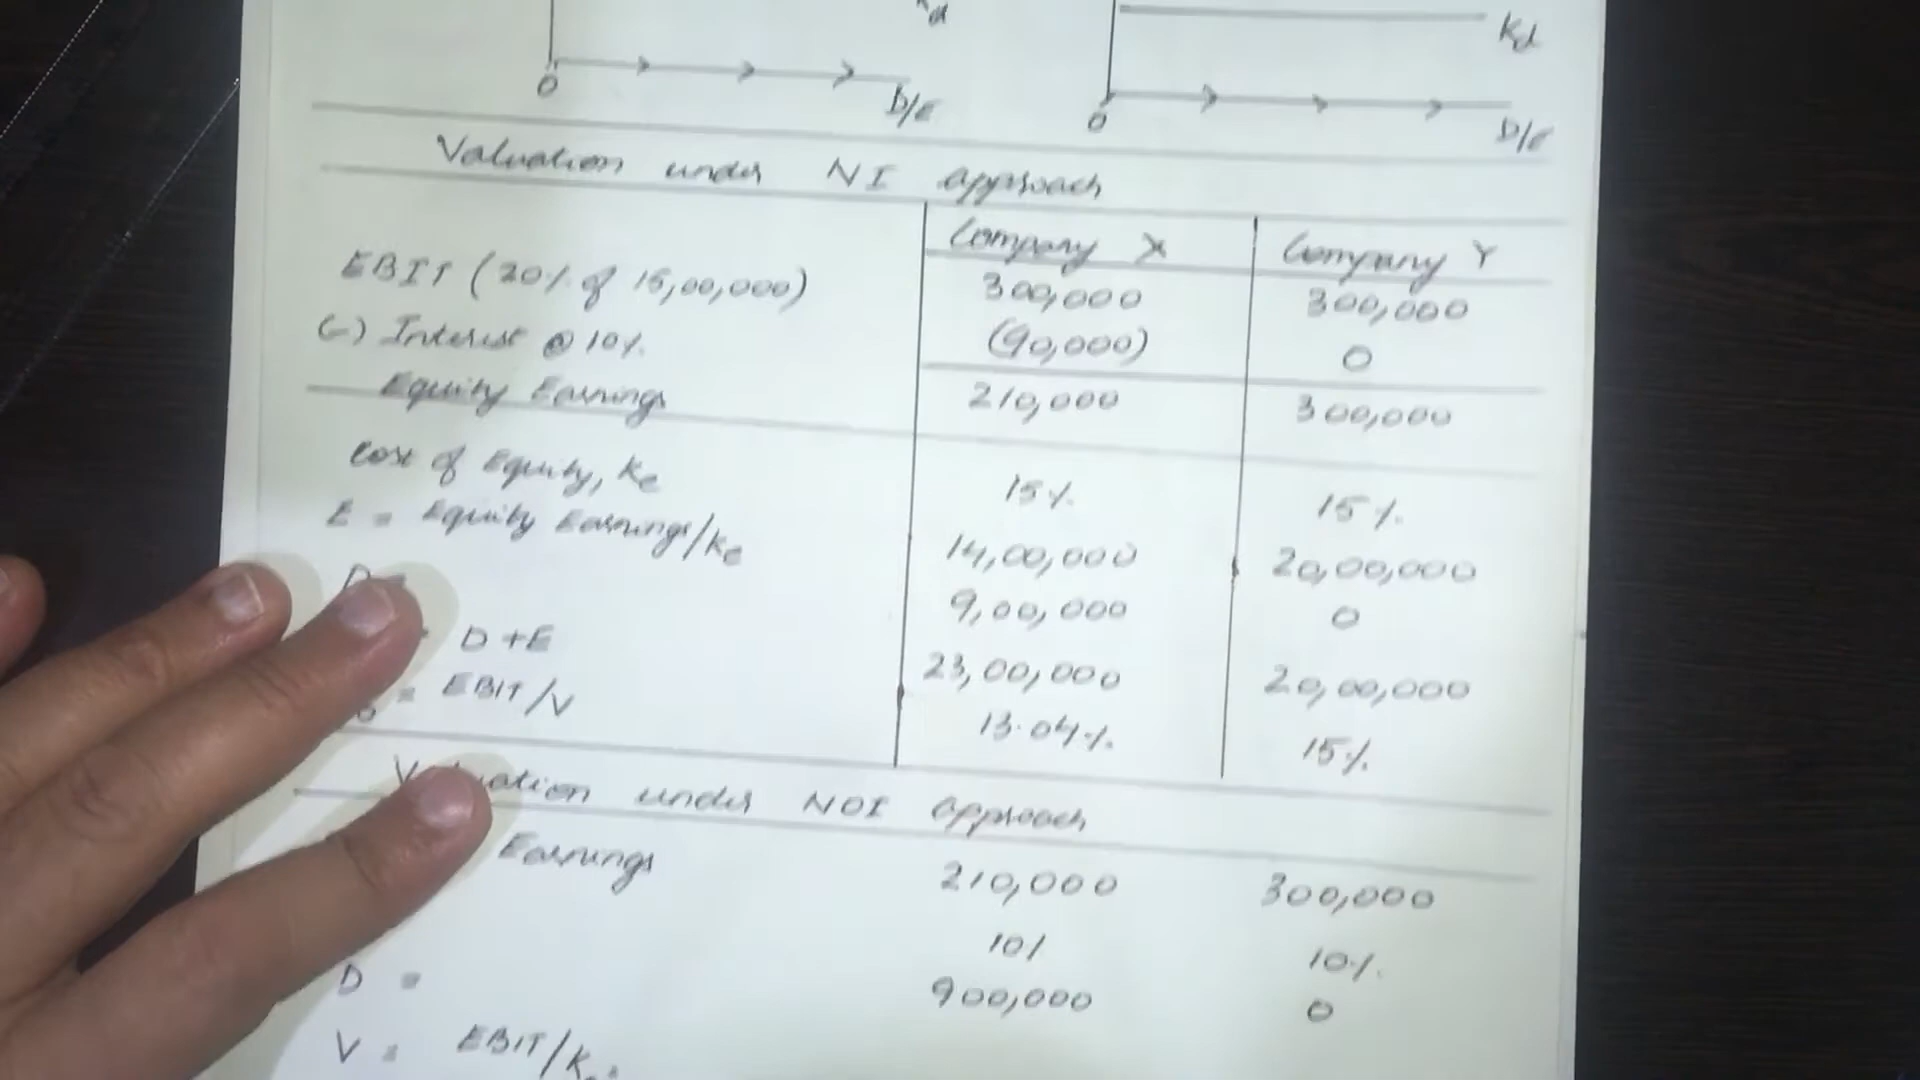 Kd Kd
0 D/E 0 D/E
Valuation under NI approach
Company X Company Y
EBIT (20% of 15,00,000) 300,000 300,000
(-) Interest @ 10% (90,000) 0
Equity Earnings 210,000 300,000
Cost of Equity, Ke 15% 15%
E = Equity Earnings/Ke 14,00,000 20,00,000
D = 9,00,000 0
= D + E 23,00,000 20,00,000
= EBIT/V 13.04% 15%
Valuation under NOI approach
Earnings 210,000 300,000
10% 10%
D = 900,000 0
V = EBIT/